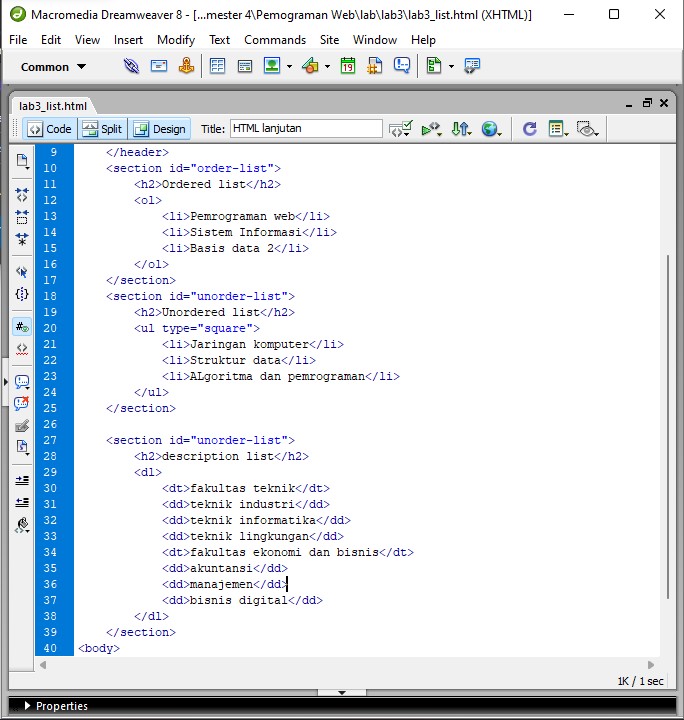 Macromedia Dreamweaver 8 - [...mester 4\Pemograman Web\lab\lab3\lab3_list.html (XHTML)]
File Edit View Insert Modify Text Commands Site Window Help
Common
lab3_list.html
Code Split Design Title: HTML lanjutan
9 </header>
10 <section id="order-list">
11 <h2>Ordered list</h2>
12 <ol>
13 <li>Pemrograman web</li>
14 <li>Sistem Informasi</li>
15 <li>Basis data 2</li>
16 </ol>
17 </section>
18 <section id="unorder-list">
19 <h2>Unordered list</h2>
20 <ul type="square">
21 <li>Jaringan komputer</li>
22 <li>Struktur data</li>
23 <li>ALgoritma dan pemrograman</li>
24 </ul>
25 </section>
26
27 <section id="unorder-list">
28 <h2>description list</h2>
29 <dl>
30 <dt>fakultas teknik</dt>
31 <dd>teknik industri</dd>
32 <dd>teknik informatika</dd>
33 <dd>teknik lingkungan</dd>
34 <dt>fakultas ekonomi dan bisnis</dt>
35 <dd>akuntansi</dd>
36 <dd>manajemen</dd>
37 <dd>bisnis digital</dd>
38 </dl>
39 </section>
40 <body>
1K / 1 sec
Properties